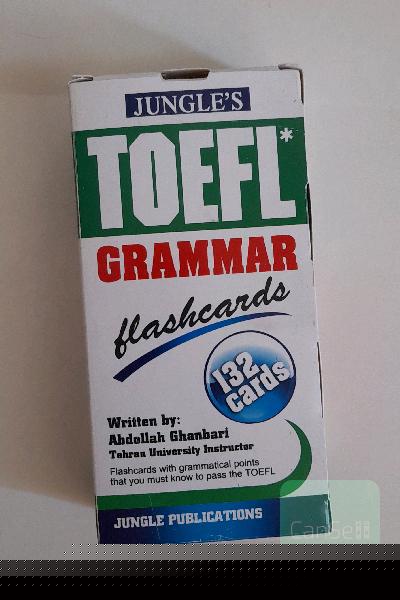 JUNGLE'S
TOEFL*
GRAMMAR
flashcards
132
cards
Written by:
Abdollah Ghanbari
Tehran University Instructor
Flashcards with grammatical points
that you must know to pass the TOEFL
JUNGLE PUBLICATIONS